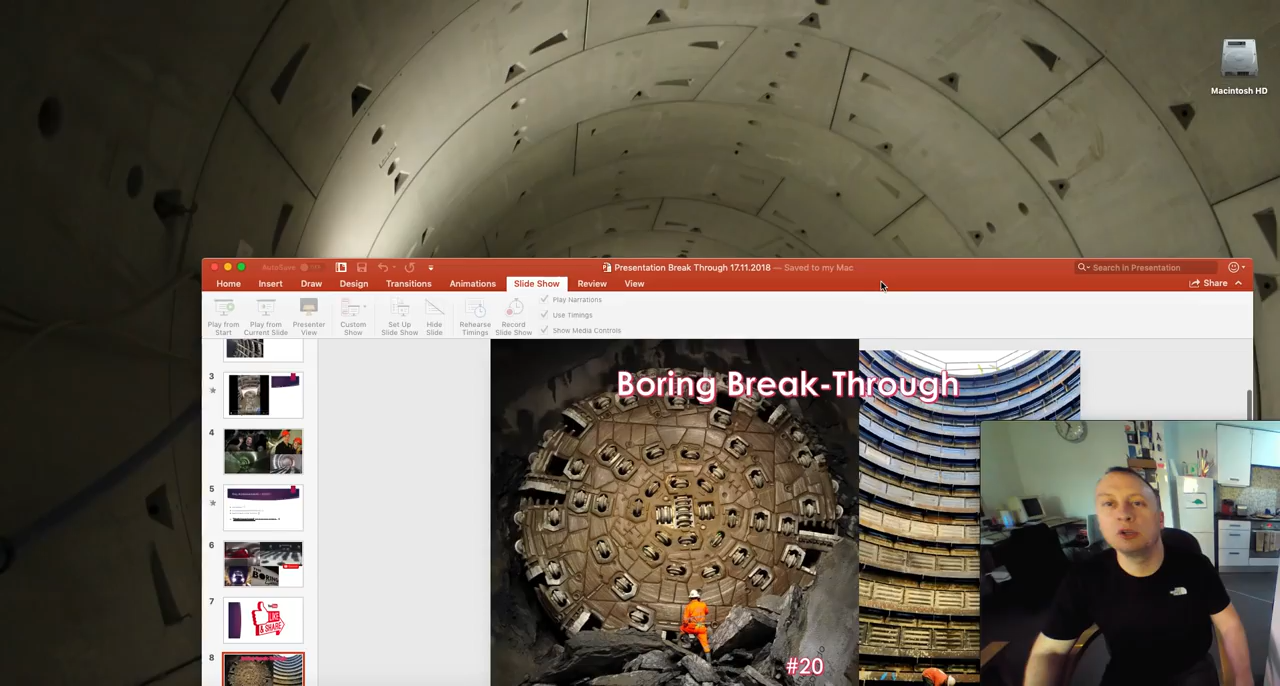 Macintosh HD
AutoSave
Presentation Break Through 17.11.2018 — Saved to my Mac
Search in Presentation
Home Insert Draw Design Transitions Animations Slide Show Review View
Share
Play from Start
Play from Current Slide
Presenter View
Custom Show
Set Up Slide Show
Hide Slide
Rehearse Timings
Record Slide Show
Play Narrations
Use Timings
Show Media Controls
3
4
5
6
7
LIKE
& SHARE
8
Boring Break-Through
#20